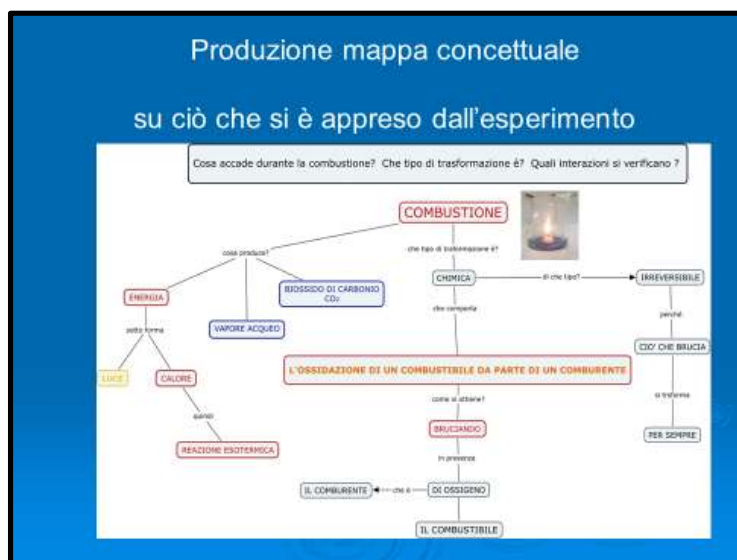 Produzione mappa concettuale
su ciò che si è appreso dall'esperimento
Cosa accade durante la combustione? Che tipo di trasformazione è? Quali interazioni si verificano ?
COMBUSTIONE
cosa produce?
che tipo di trasformazione è?
BIOSSIDO DI CARBONIO
CO₂
CHIMICA
di che tipo?
IRREVERSIBILE
ENERGIA
che comporta
perché
sotto forma
VAPORE ACQUEO
CIO' CHE BRUCIA
LUCE
CALORE
L'OSSIDAZIONE DI UN COMBUSTIBILE DA PARTE DI UN COMBURENTE
come si ottiene?
si trsforma
quindi
BRUCIANDO
PER SEMPRE
REAZIONE ESOTERMICA
in presenza
IL COMBURENTE
che è
DI OSSIGENO
IL COMBUSTIBILE